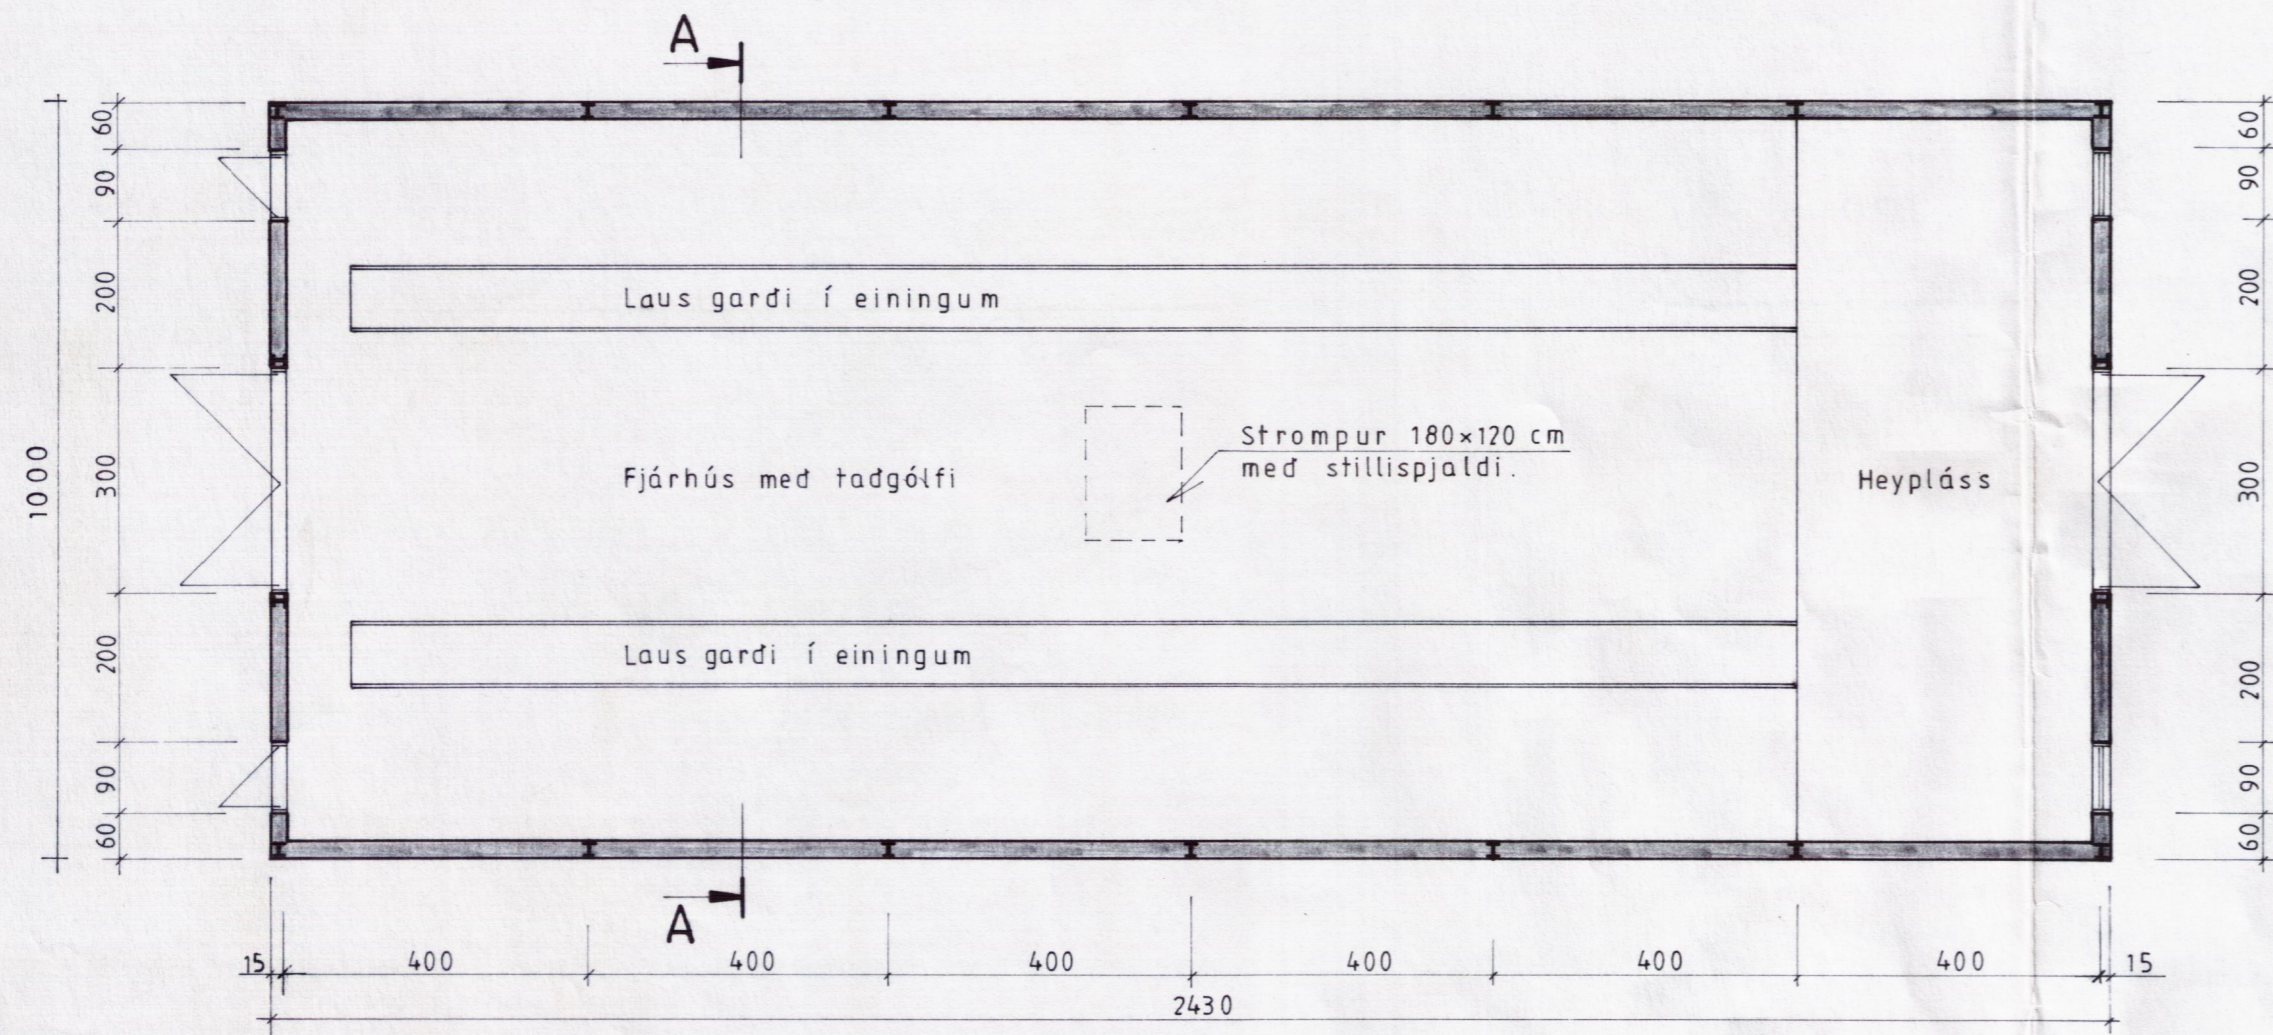 A
60
90
200
300
200
90
60
1000
Laus garði í einingum
Fjárhús með taðgólfi
Strompur 180×120 cm
með stillispjaldi.
Heypláss
Laus garði í einingum
60
90
200
300
200
90
60
A
15 400 400 400 400 400 400 15
2430